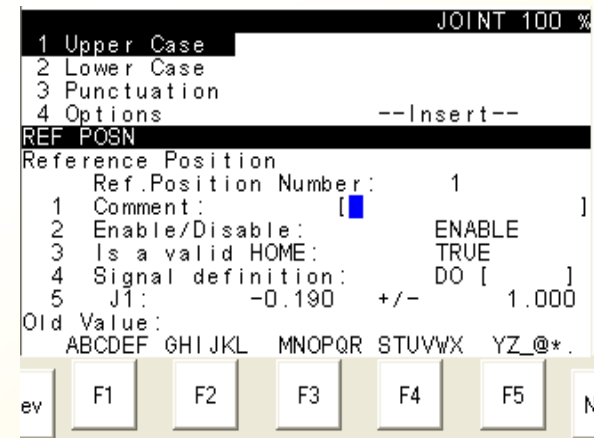 JOINT 100 %
1 Upper Case
2 Lower Case
3 Punctuation
4 Options --Insert--
REF POSN
Reference Position
Ref.Position Number: 1
1 Comment: [ ]
2 Enable/Disable: ENABLE
3 Is a valid HOME: TRUE
4 Signal definition: DO [ ]
5 J1: -0.190 +/- 1.000
Old Value:
ABCDEF GHIJKL MNOPQR STUVWX YZ_@*.
ev F1 F2 F3 F4 F5 N